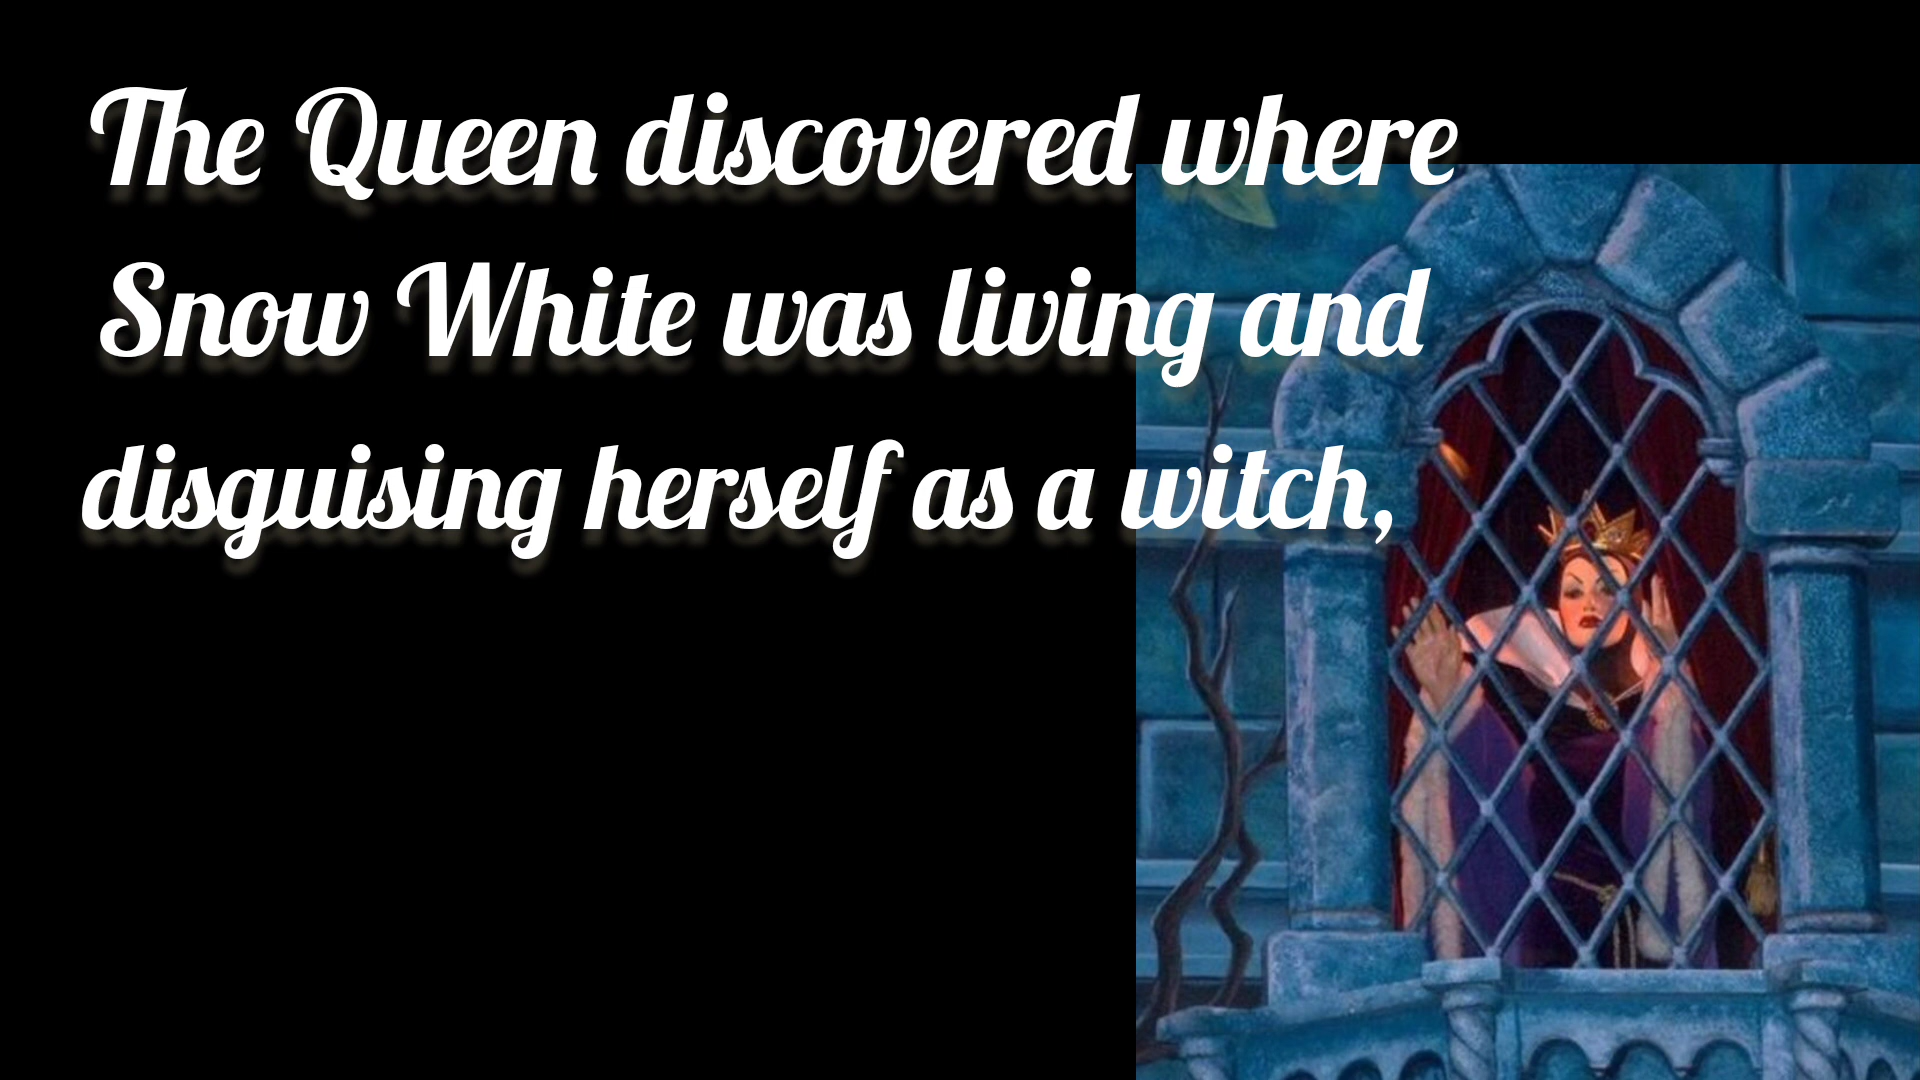 The Queen discovered where
Snow White was living and
disguising herself as a witch,